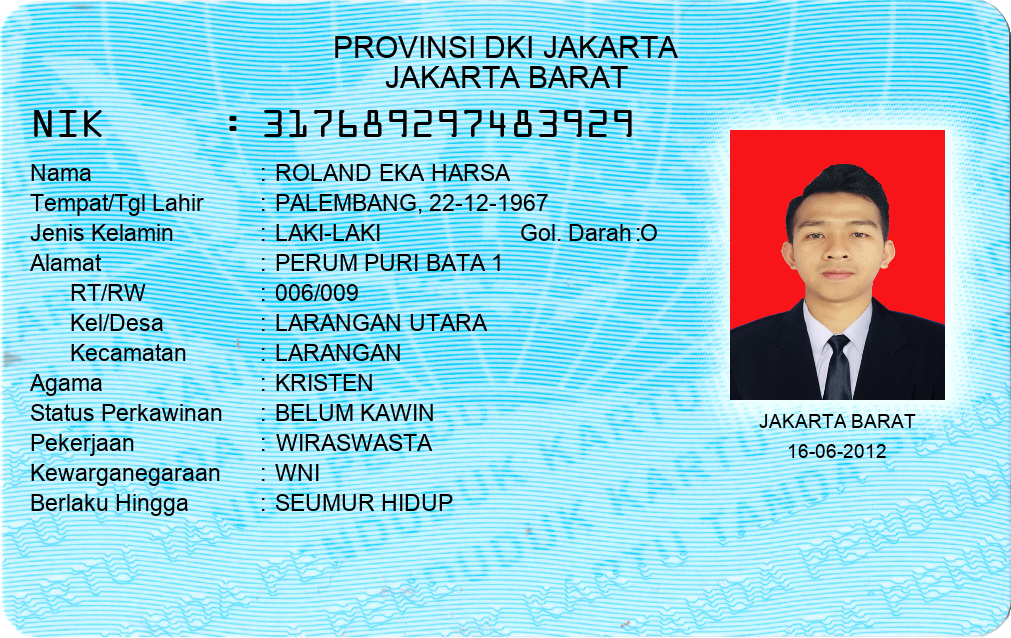 PROVINSI DKI JAKARTA
JAKARTA BARAT
NIK : 3176892974833929
Nama : ROLAND EKA HARSA
Tempat/Tgl Lahir : PALEMBANG, 22-12-1967
Jenis Kelamin : LAKI-LAKI Gol. Darah :O
Alamat : PERUM PURI BATA 1
RT/RW : 006/009
Kel/Desa : LARANGAN UTARA
Kecamatan : LARANGAN
Agama : KRISTEN
Status Perkawinan : BELUM KAWIN
Pekerjaan : WIRASWASTA
Kewarganegaraan : WNI
Berlaku Hingga : SEUMUR HIDUP
JAKARTA BARAT
16-06-2012